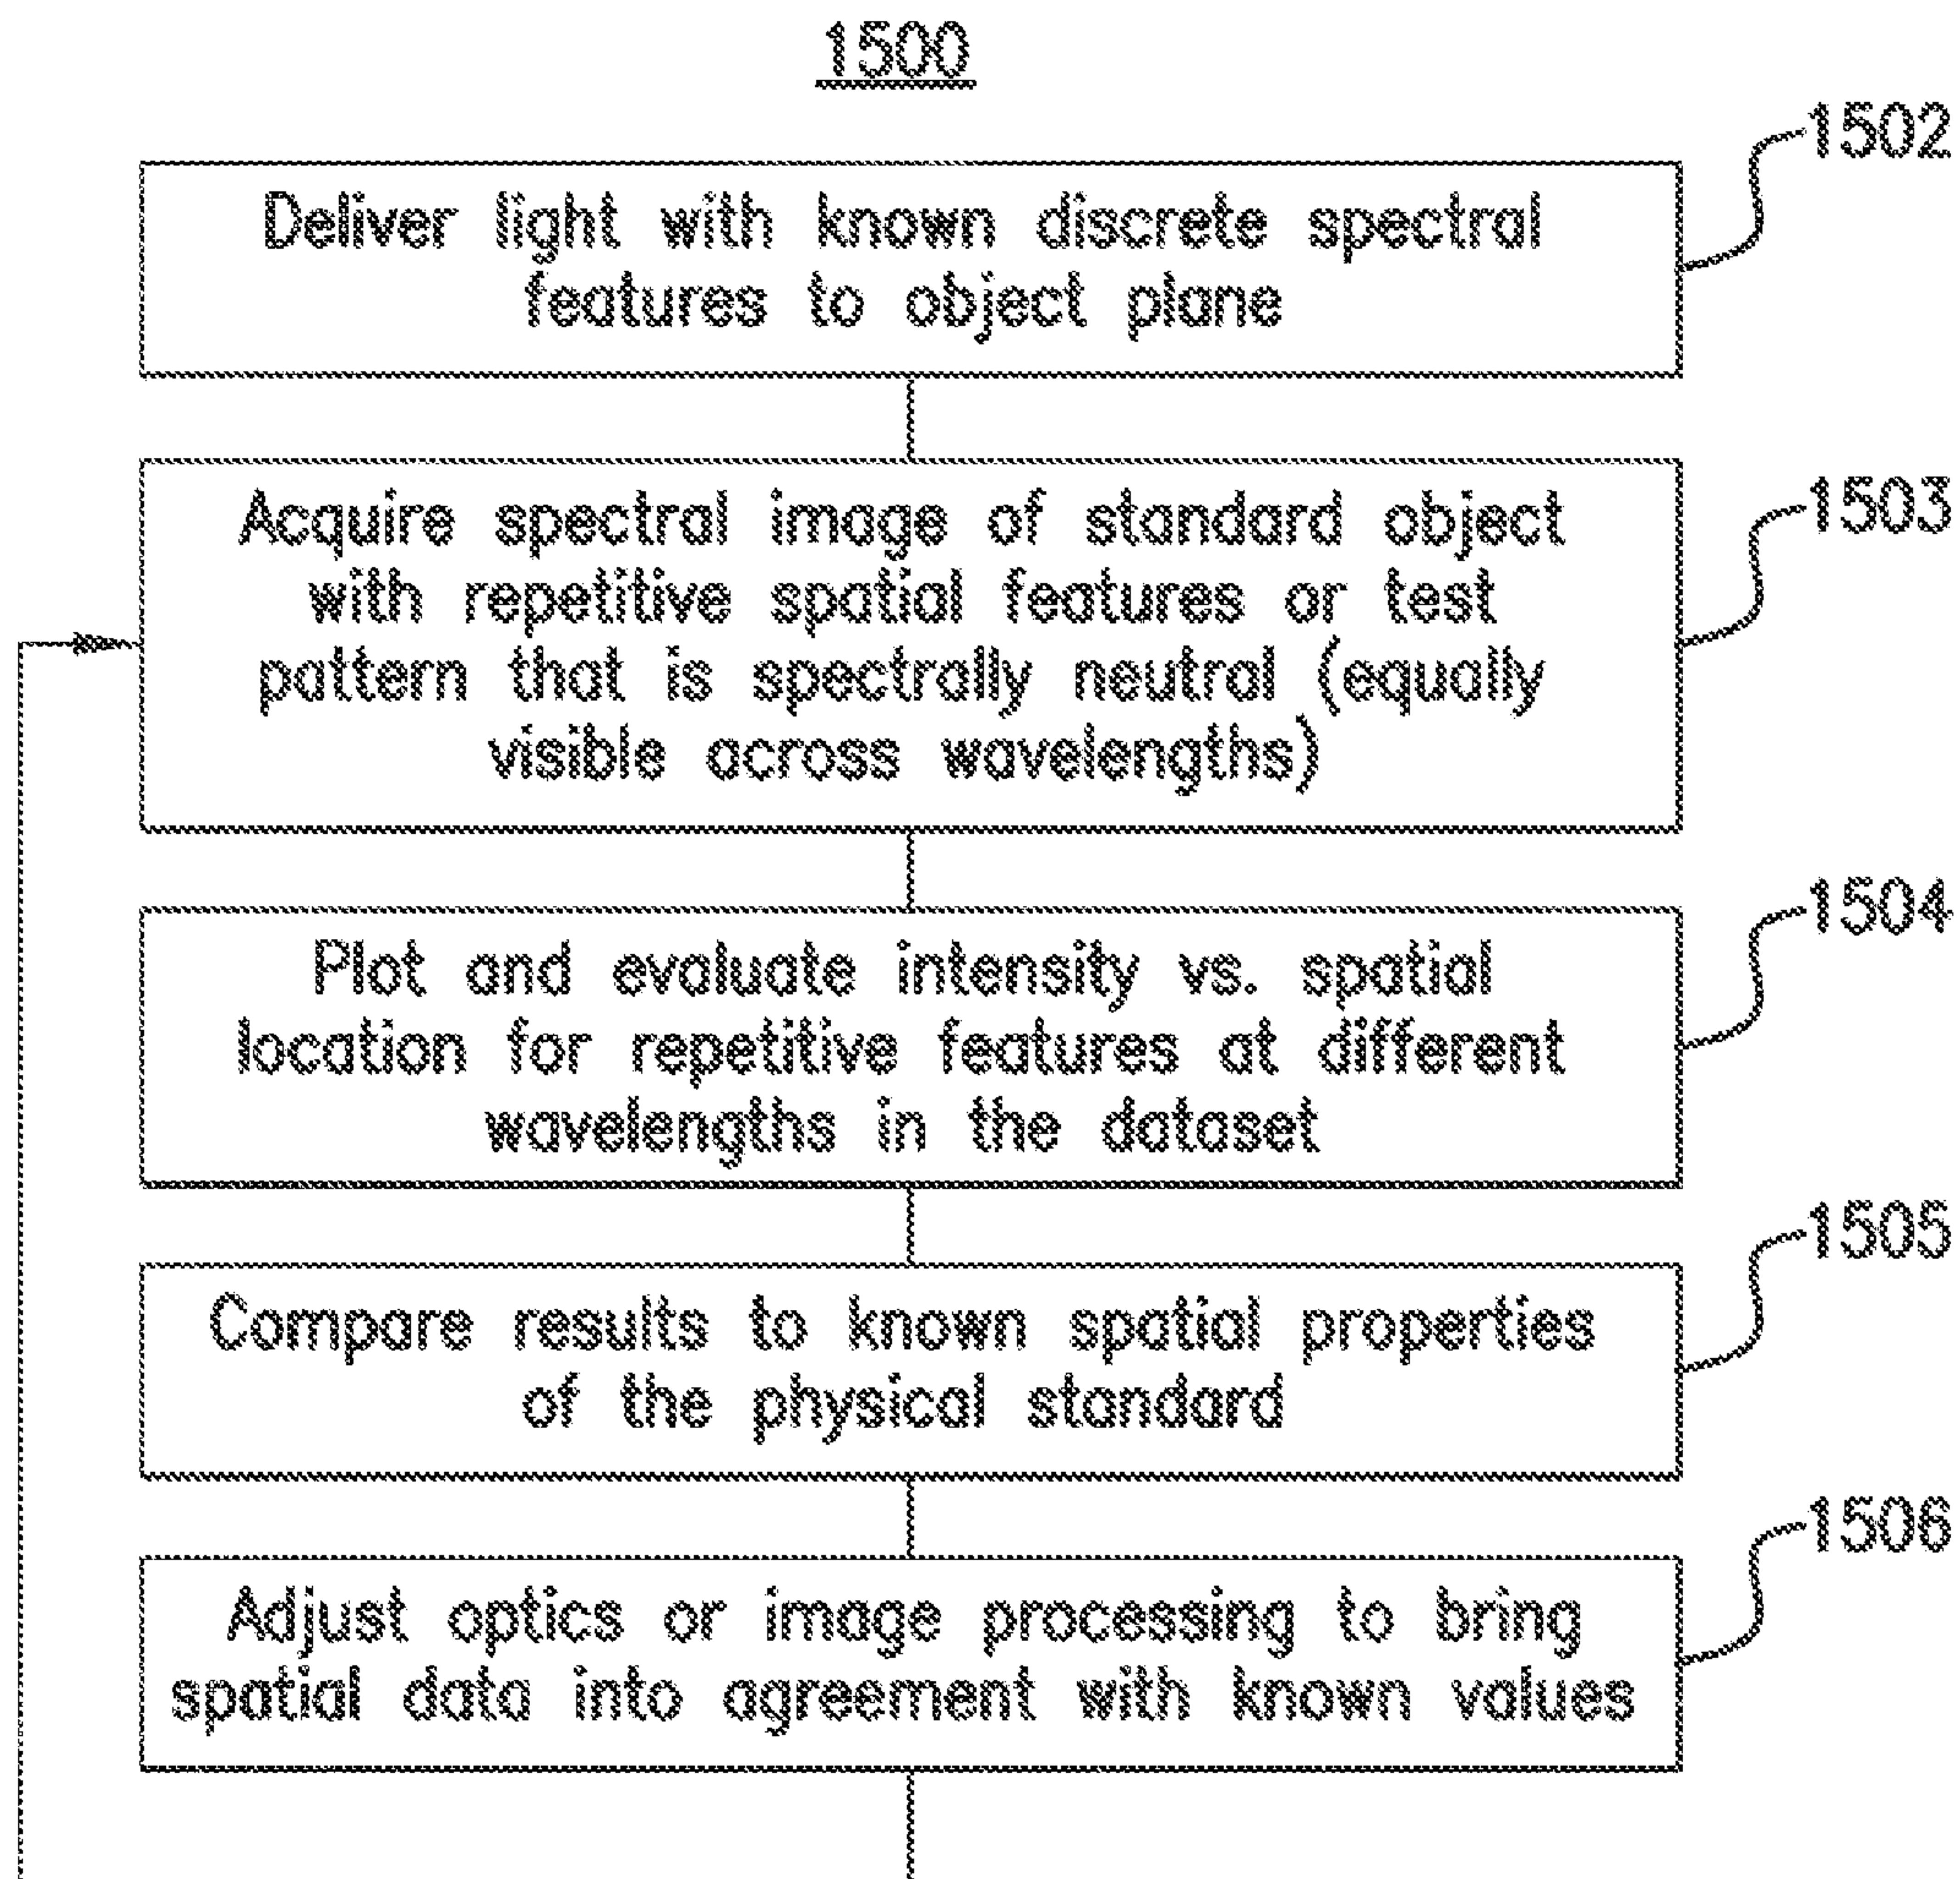 1500
1502
Deliver light with known discrete spectral
features to object plane
1503
Acquire spectral image of standard object
with repetitive spatial features or test
pattern that is spectrally neutral (equally
visible across wavelengths)
1504
Plot and evaluate intensity vs. spatial
location for repetitive features at different
wavelengths in the dataset
1505
Compare results to known spatial properties
of the physical standard
1506
Adjust optics or image processing to bring
spatial data into agreement with known values